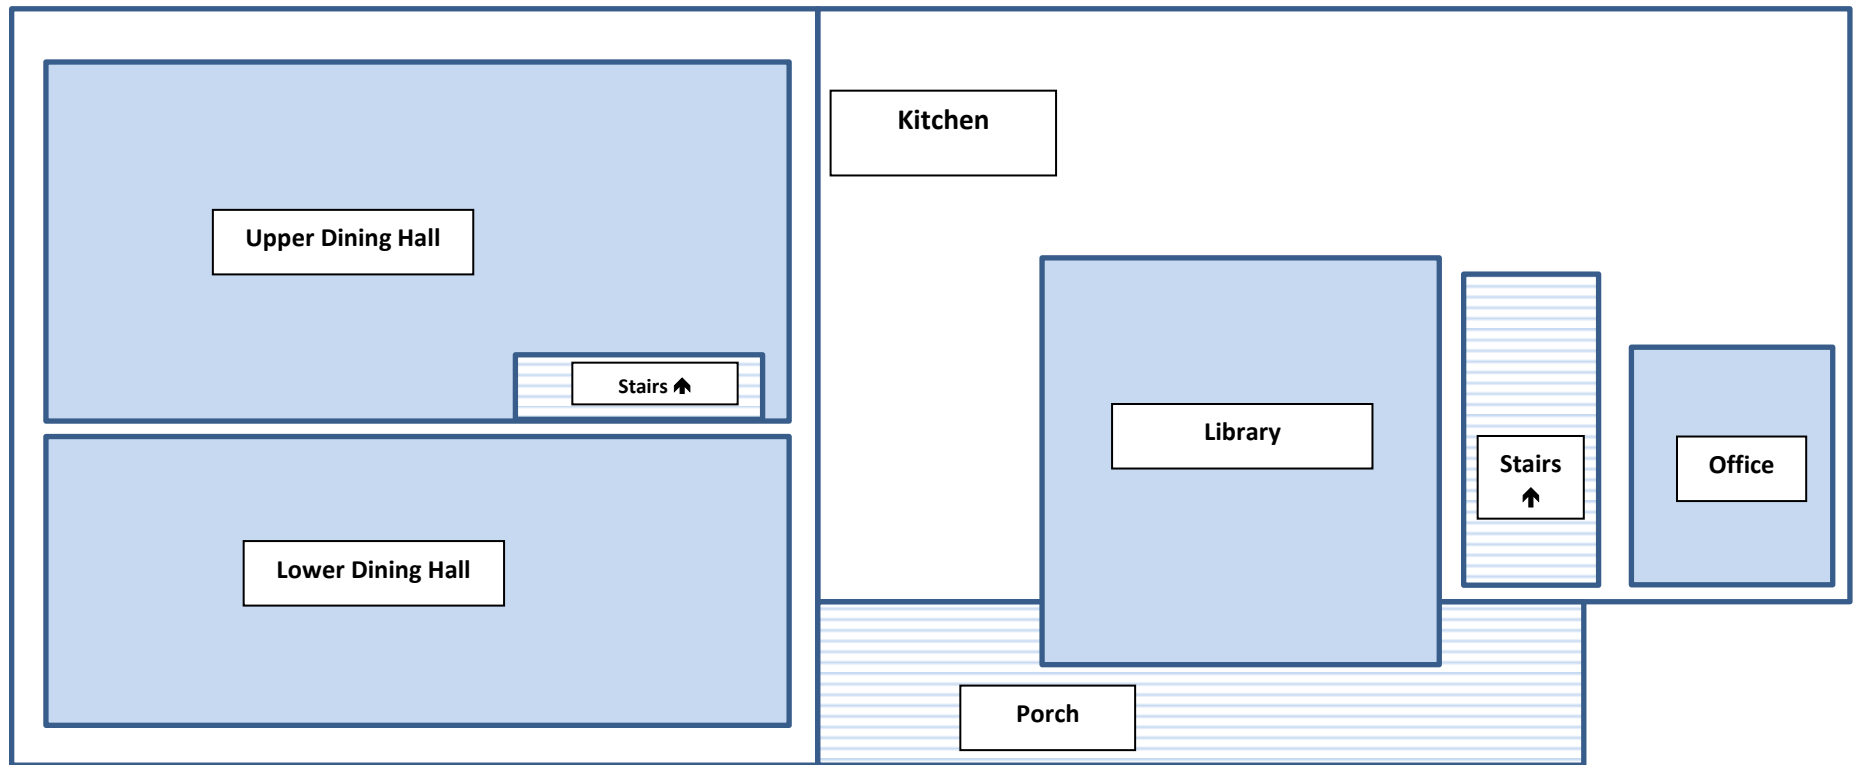 Kitchen
Upper Dining Hall
Stairs 🡹
Library
Stairs
🡹
Office
Lower Dining Hall
Porch